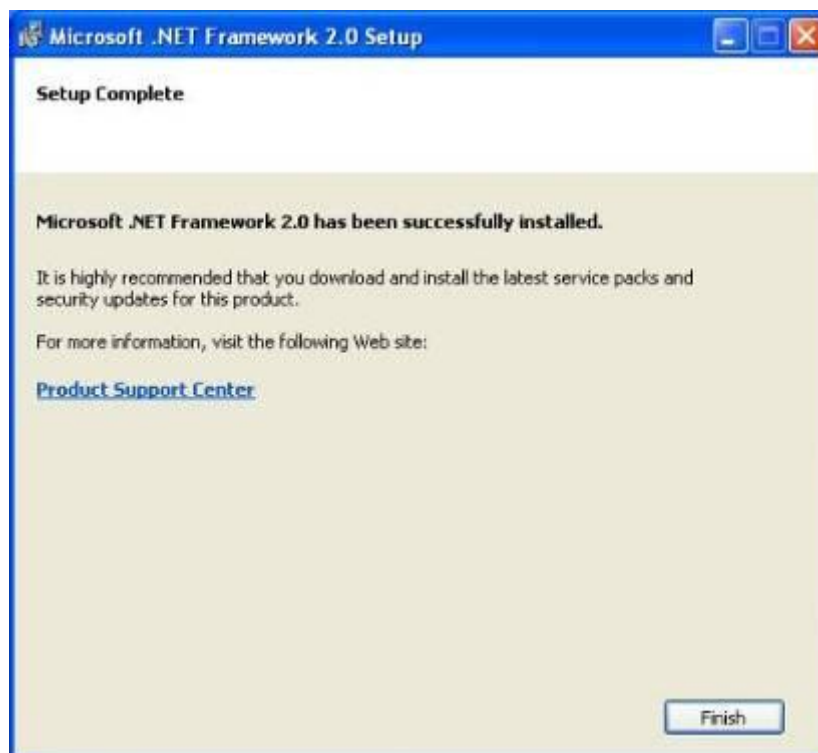 Microsoft .NET Framework 2.0 Setup
Setup Complete
Microsoft .NET Framework 2.0 has been successfully installed.
It is highly recommended that you download and install the latest service packs and
security updates for this product.
For more information, visit the following Web site:
Product Support Center
Finish